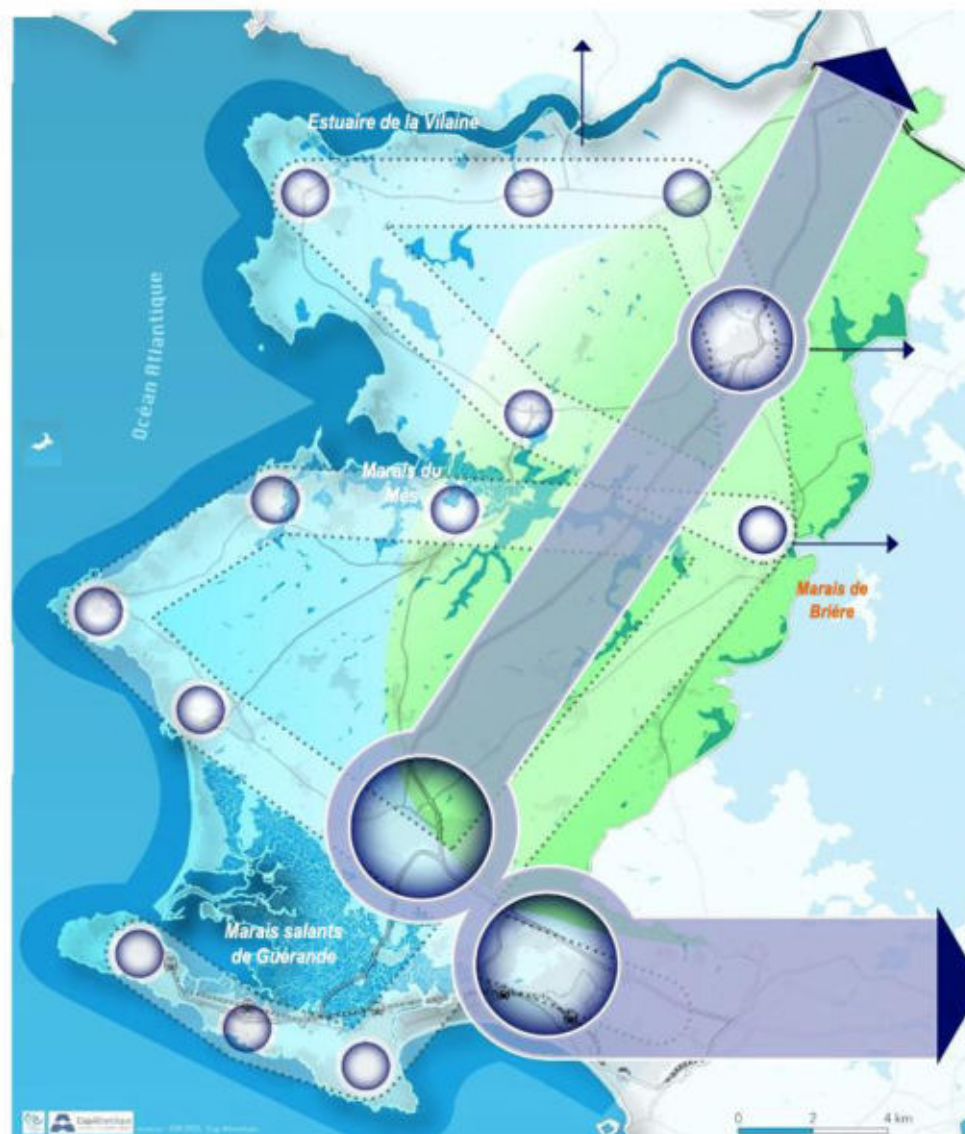 Estuaire de la Vilaine
Océan Atlantique
Marais du
Mès
Marais de
Brière
Marais salants
de Guérande
0 2 4 km